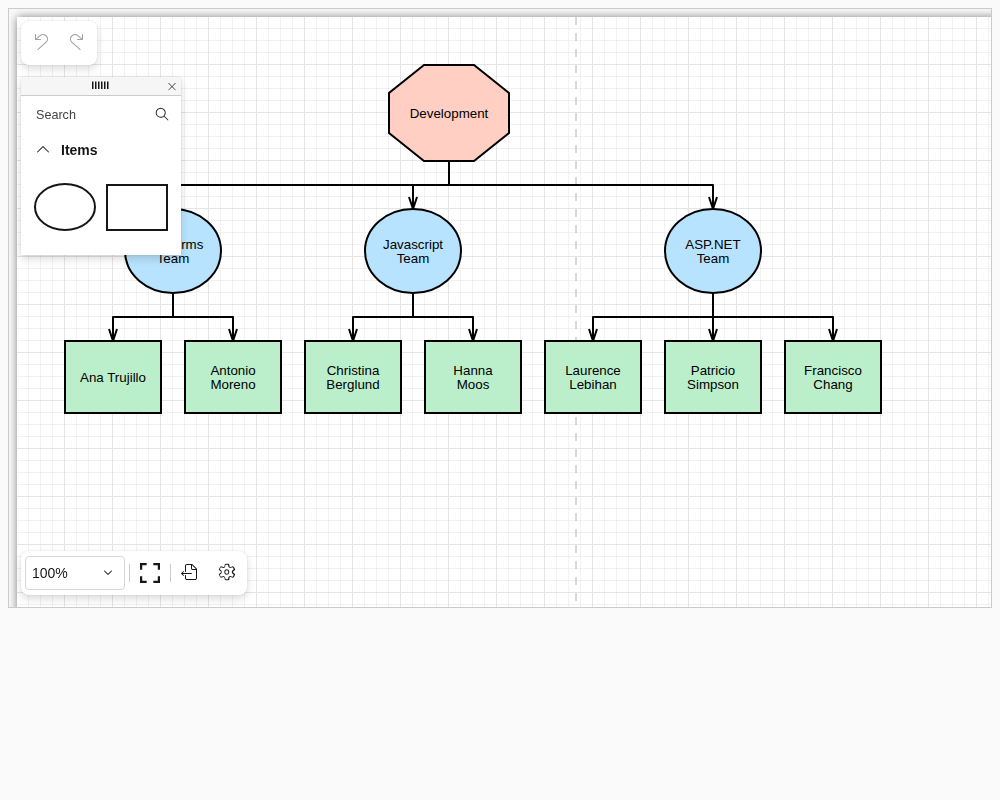 Development
Search
Items
Team
Javascript
Team
ASP.NET
Team
Ana Trujillo
Antonio
Moreno
Christina
Berglund
Hanna
Moos
Laurence
Lebihan
Patricio
Simpson
Francisco
Chang
100%